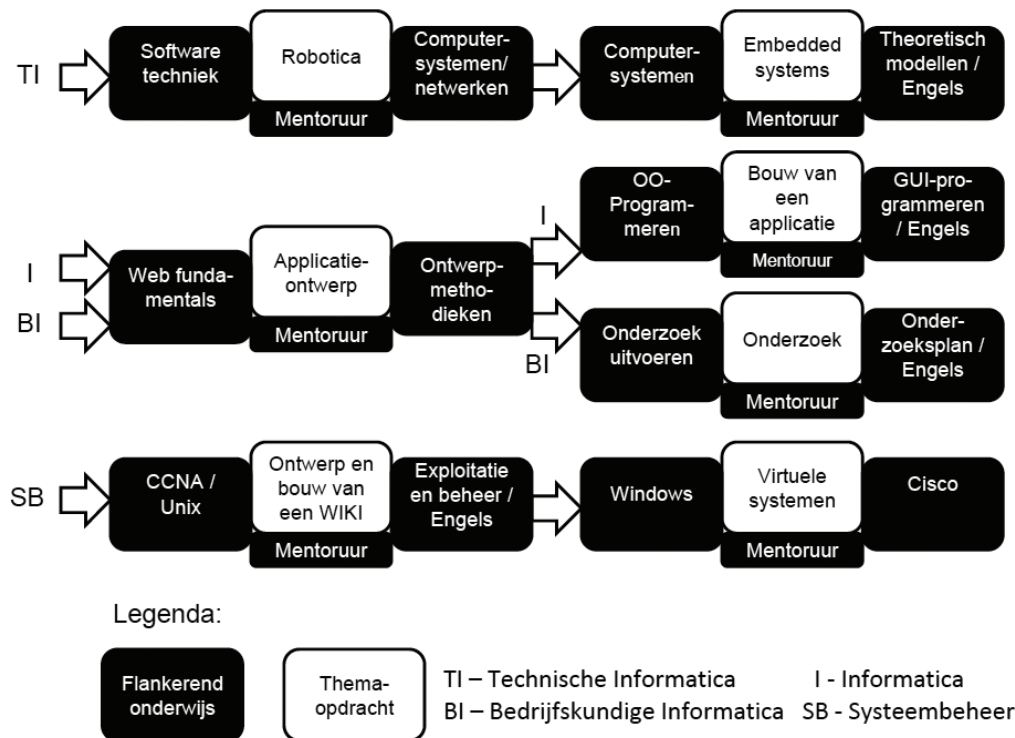 TI
Software
techniek
Robotica
Mentoruur
Computer-
systemen/
netwerken
Computer-
systemen
Embedded
systems
Mentoruur
Theoretisch
modellen /
Engels
I
BI
Web funda-
mentals
Applicatie-
ontwerp
Mentoruur
Ontwerp-
metho-
dieken
I
OO-
Program-
meren
Bouw van
een
applicatie
Mentoruur
GUI-pro-
grammeren
/ Engels
BI
Onderzoek
uitvoeren
Onderzoek
Mentoruur
Onder-
zoeksplan /
Engels
SB
CCNA /
Unix
Ontwerp en
bouw van
een WIKI
Mentoruur
Exploitatie
en beheer /
Engels
Windows
Virtuele
systemen
Mentoruur
Cisco
Legenda:
Flankerend
onderwijs
Thema-
opdracht
TI – Technische Informatica
I - Informatica
BI – Bedrijfskundige Informatica
SB - Systeembeheer